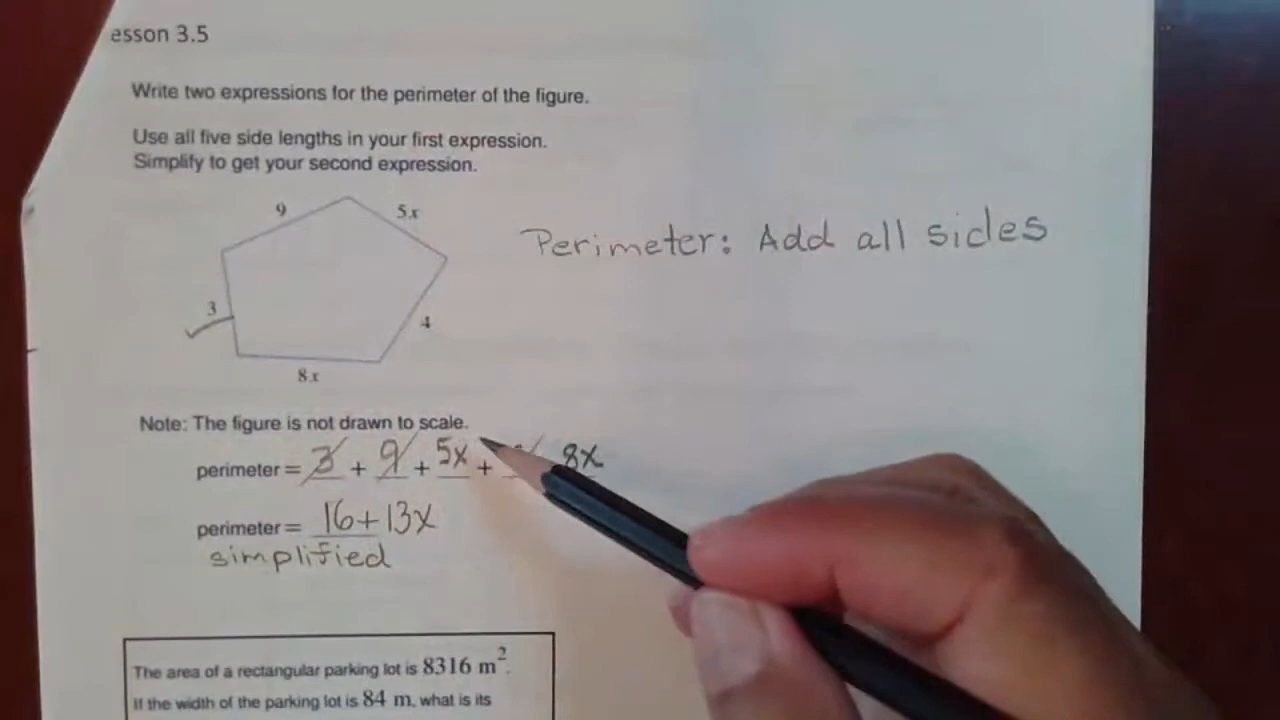 esson 3.5
Write two expressions for the perimeter of the figure.
Use all five side lengths in your first expression.
Simplify to get your second expression.
9
5x
Perimeter: Add all sides
3
4
8x
Note: The figure is not drawn to scale.
perimeter = 3 + 9 + 5x + 8x
perimeter = 16+13x
simplified
The area of a rectangular parking lot is 8316 m².
If the width of the parking lot is 84 m, what is its